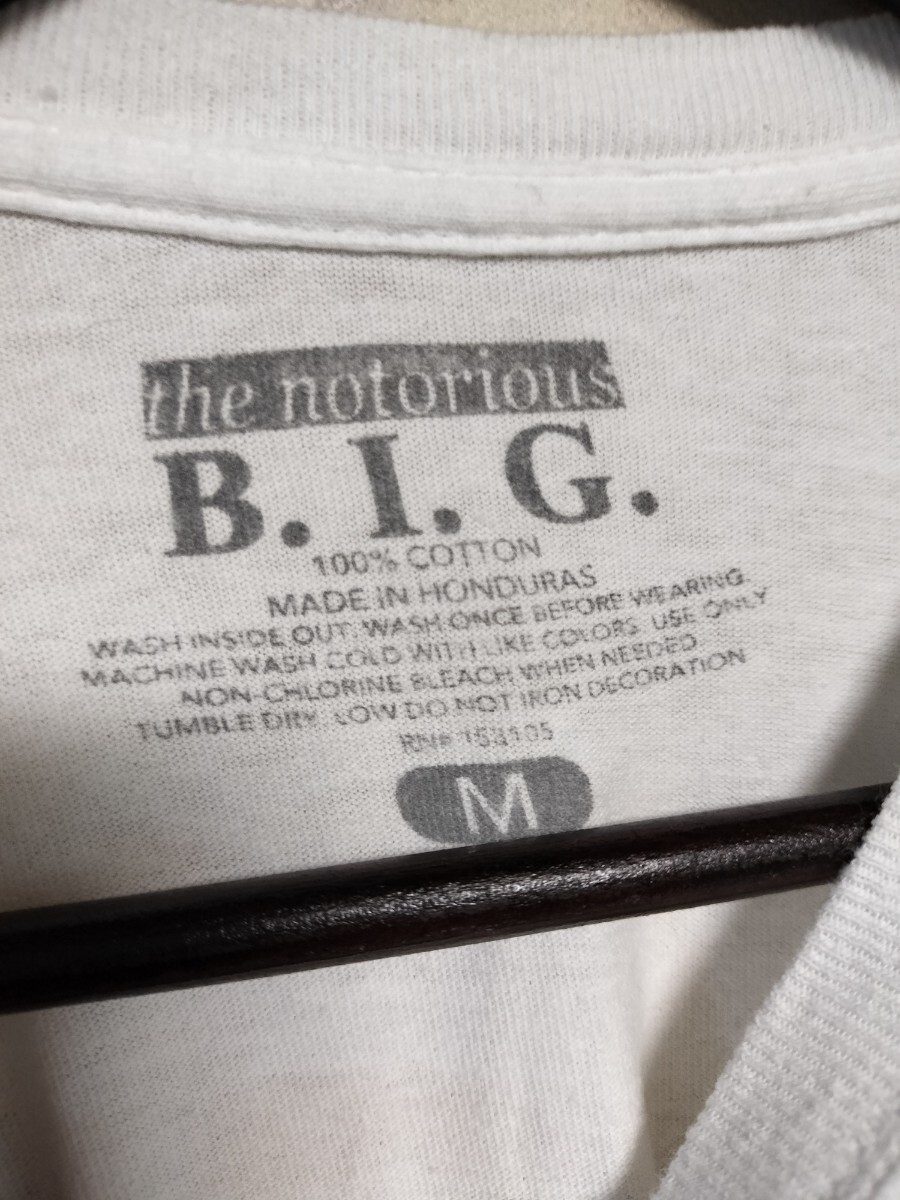 the notorious
B. I. G.
100% COTTON
MADE IN HONDURAS
WASH INSIDE OUT. WASH ONCE BEFORE WEARING.
MACHINE WASH COLD WITH LIKE COLORS USE ONLY
NON-CHLORINE BLEACH WHEN NEEDED
TUMBLE DRY. LOW DO NOT IRON DECORATION
RN#
M